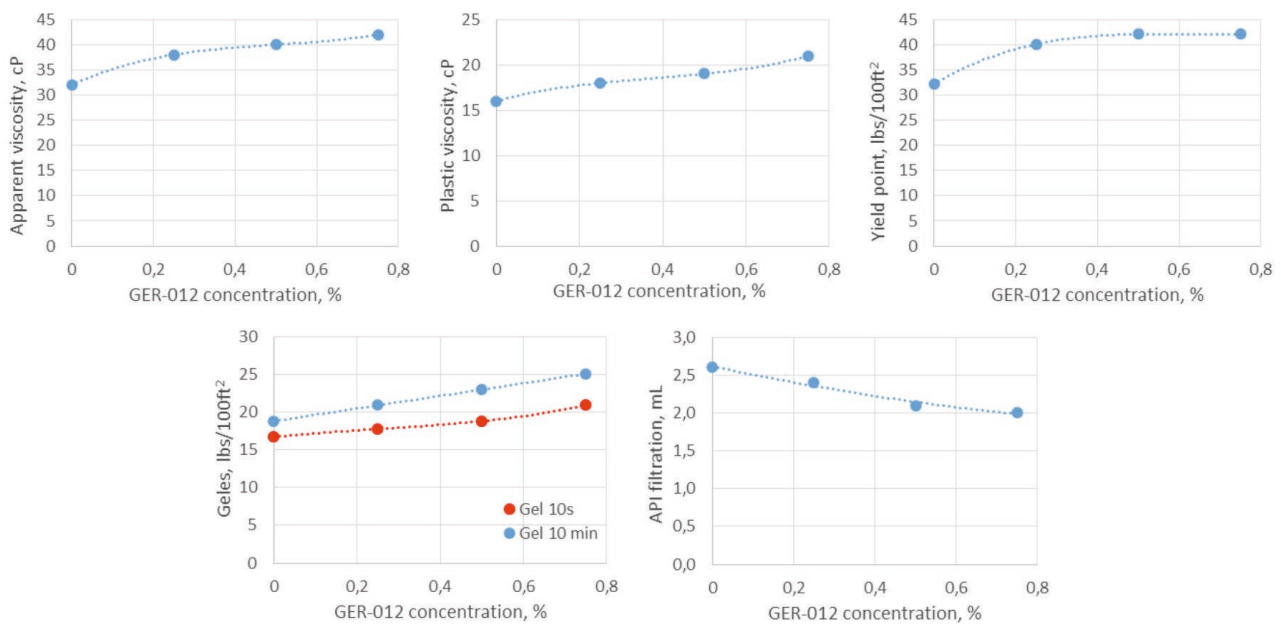 Apparent viscosity, cP
45
40
35
30
25
20
15
10
5
0
0 0,2 0,4 0,6 0,8
GER-012 concentration, %
Plastic viscosity, cP
25
20
15
10
5
0
0 0,2 0,4 0,6 0,8
GER-012 concentration, %
Yield point, lbs/100ft²
45
40
35
30
25
20
15
10
5
0
0 0,2 0,4 0,6 0,8
GER-012 concentration, %
Geles, lbs/100ft²
30
25
20
15
10
5
0
Gel 10s
Gel 10 min
0 0,2 0,4 0,6 0,8
GER-012 concentration, %
API filtration, mL
3,0
2,5
2,0
1,5
1,0
0,5
0,0
0 0,2 0,4 0,6 0,8
GER-012 concentration, %